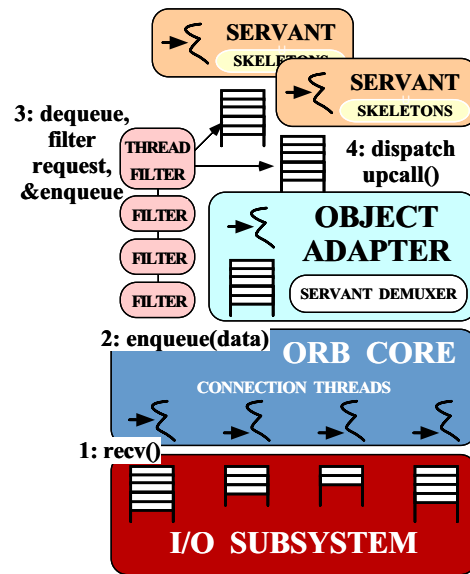 SERVANT
SKELETONS
SERVANT
SKELETONS
3: dequeue,
filter
request,
&enqueue
THREAD
FILTER
FILTER
FILTER
FILTER
4: dispatch
upcall()
OBJECT
ADAPTER
SERVANT DEMUXER
2: enqueue(data)
ORB CORE
CONNECTION THREADS
1: recv()
I/O SUBSYSTEM